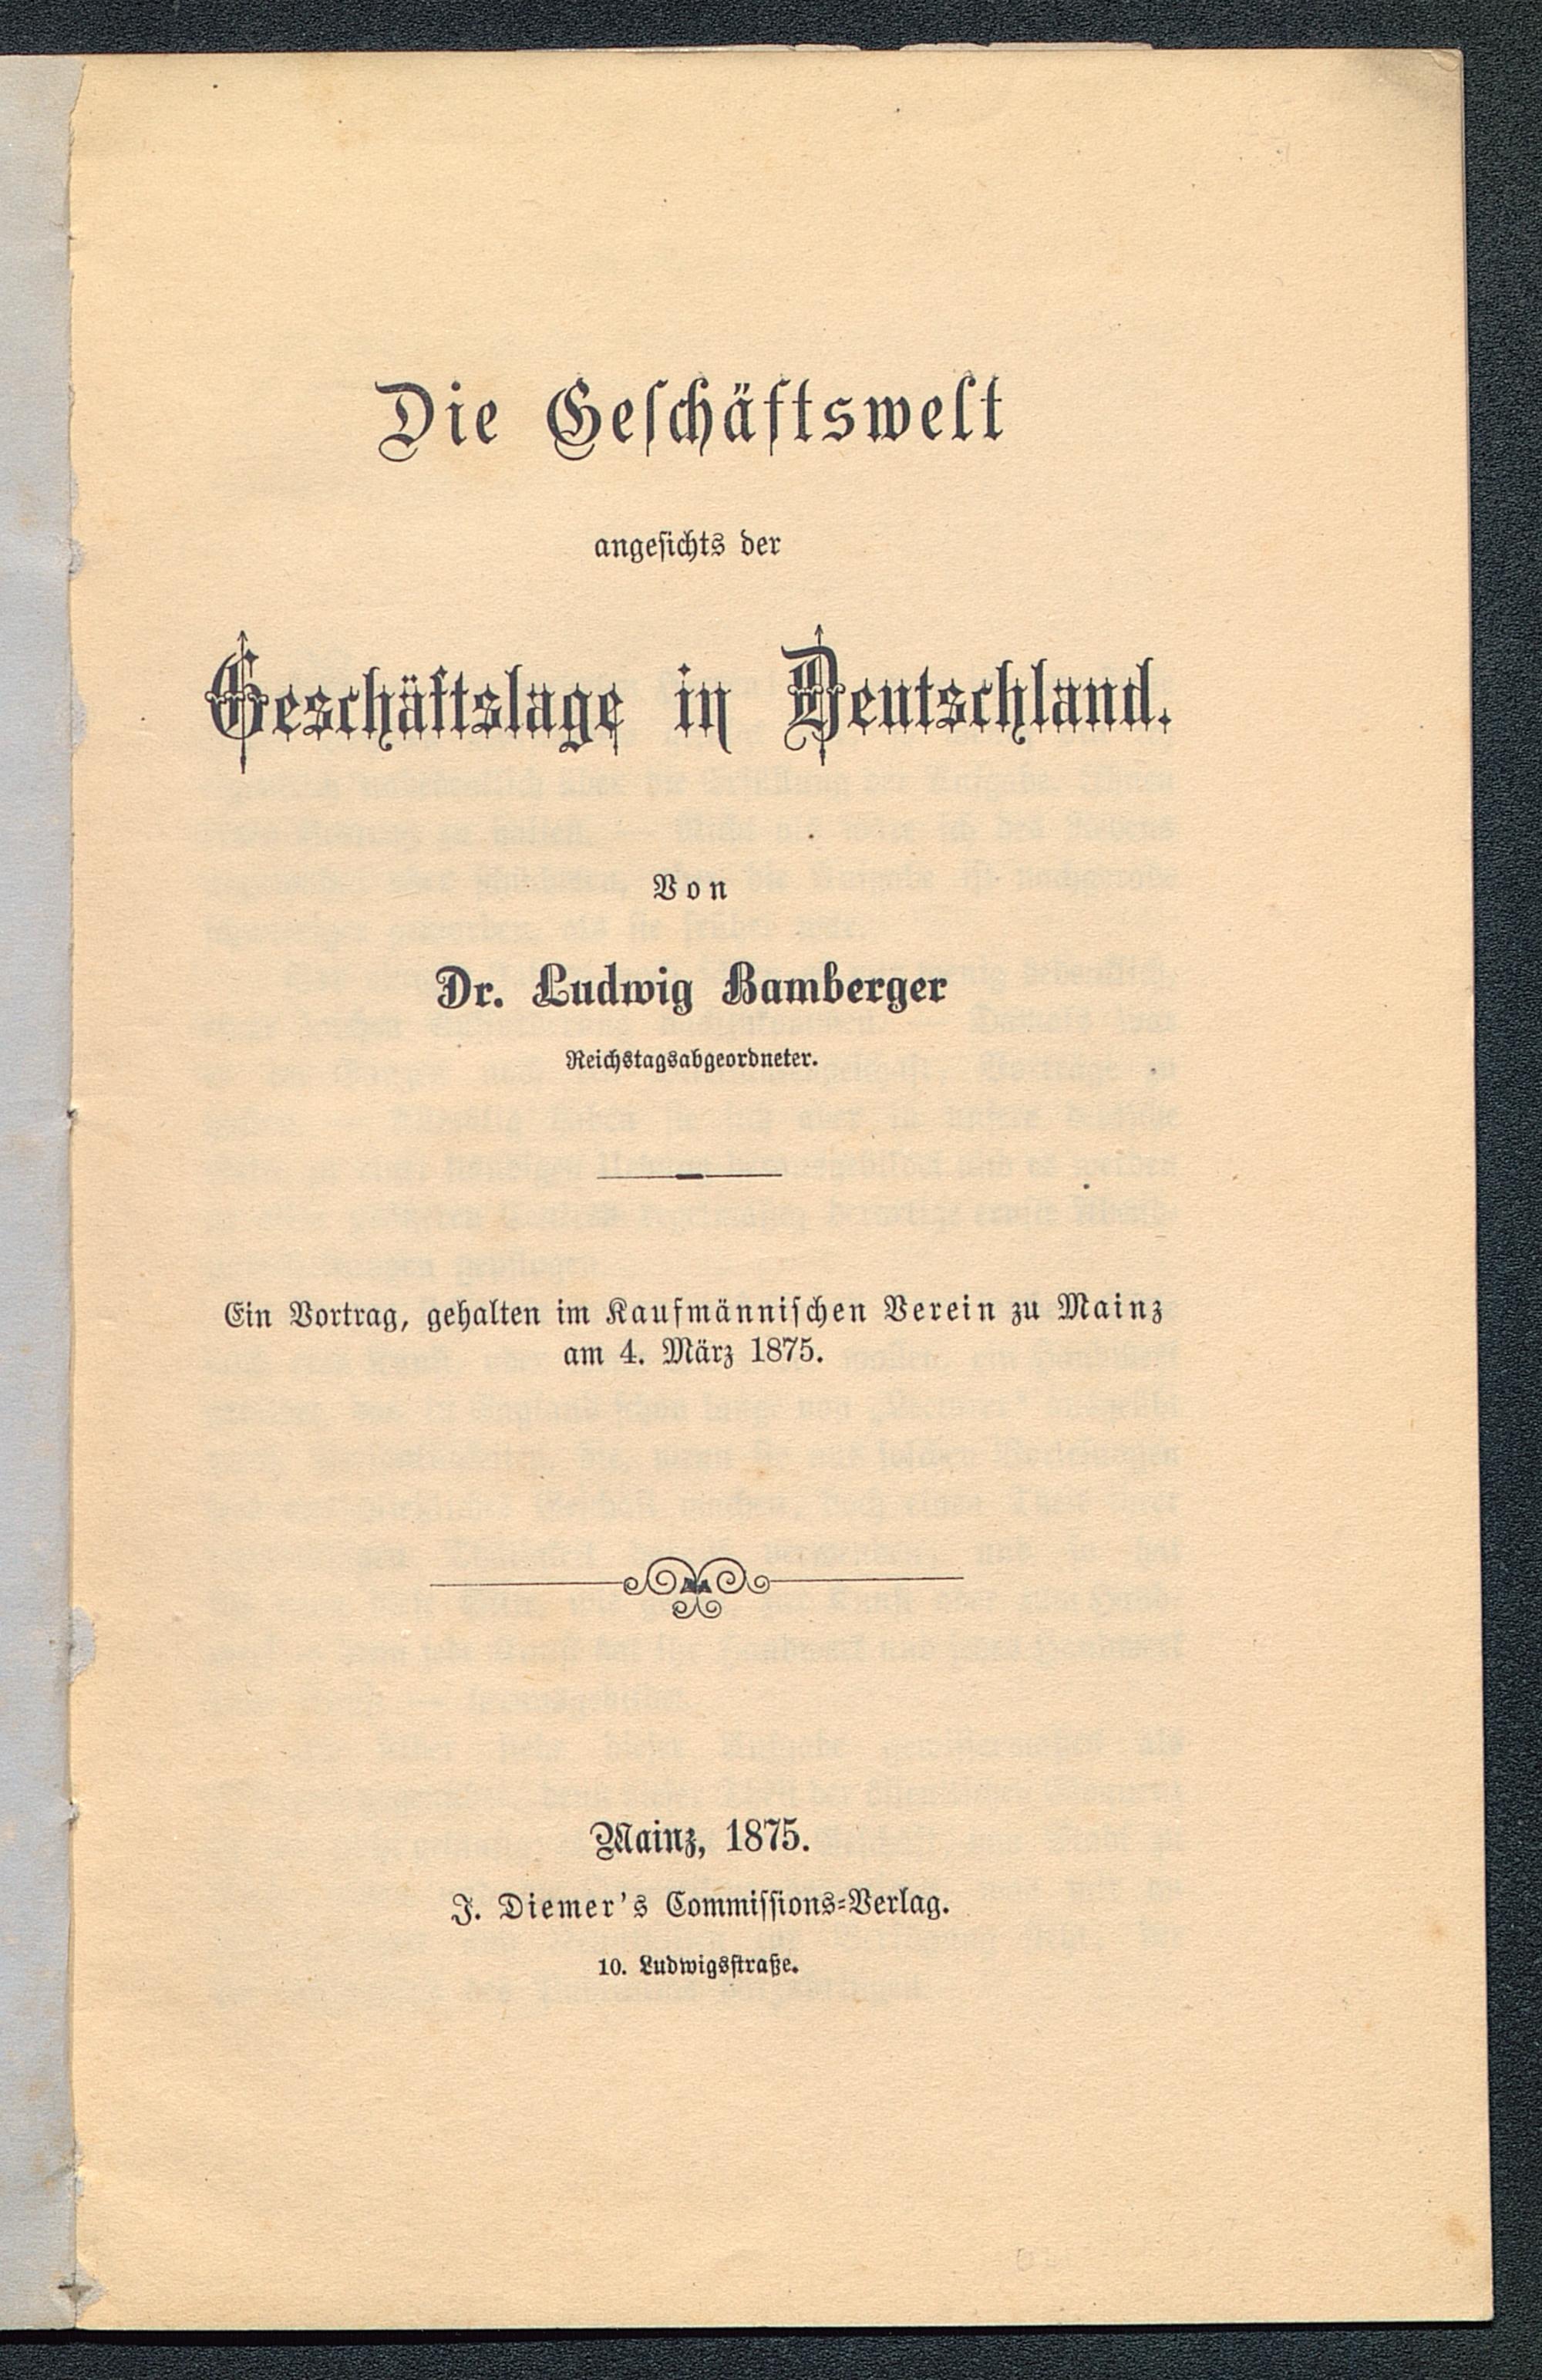 Die Geſchäftswelt
angeſichts der
Geschäftslage in Deutschland.
Von
Dr. Ludwig Bamberger
Reichstagsabgeordneter.
Ein Vortrag, gehalten im Kaufmänniſchen Verein zu Mainz
am 4. März 1875.
Mainz, 1875.
J. Diemer's Commiſſions-Verlag.
10. Ludwigsſtraße.